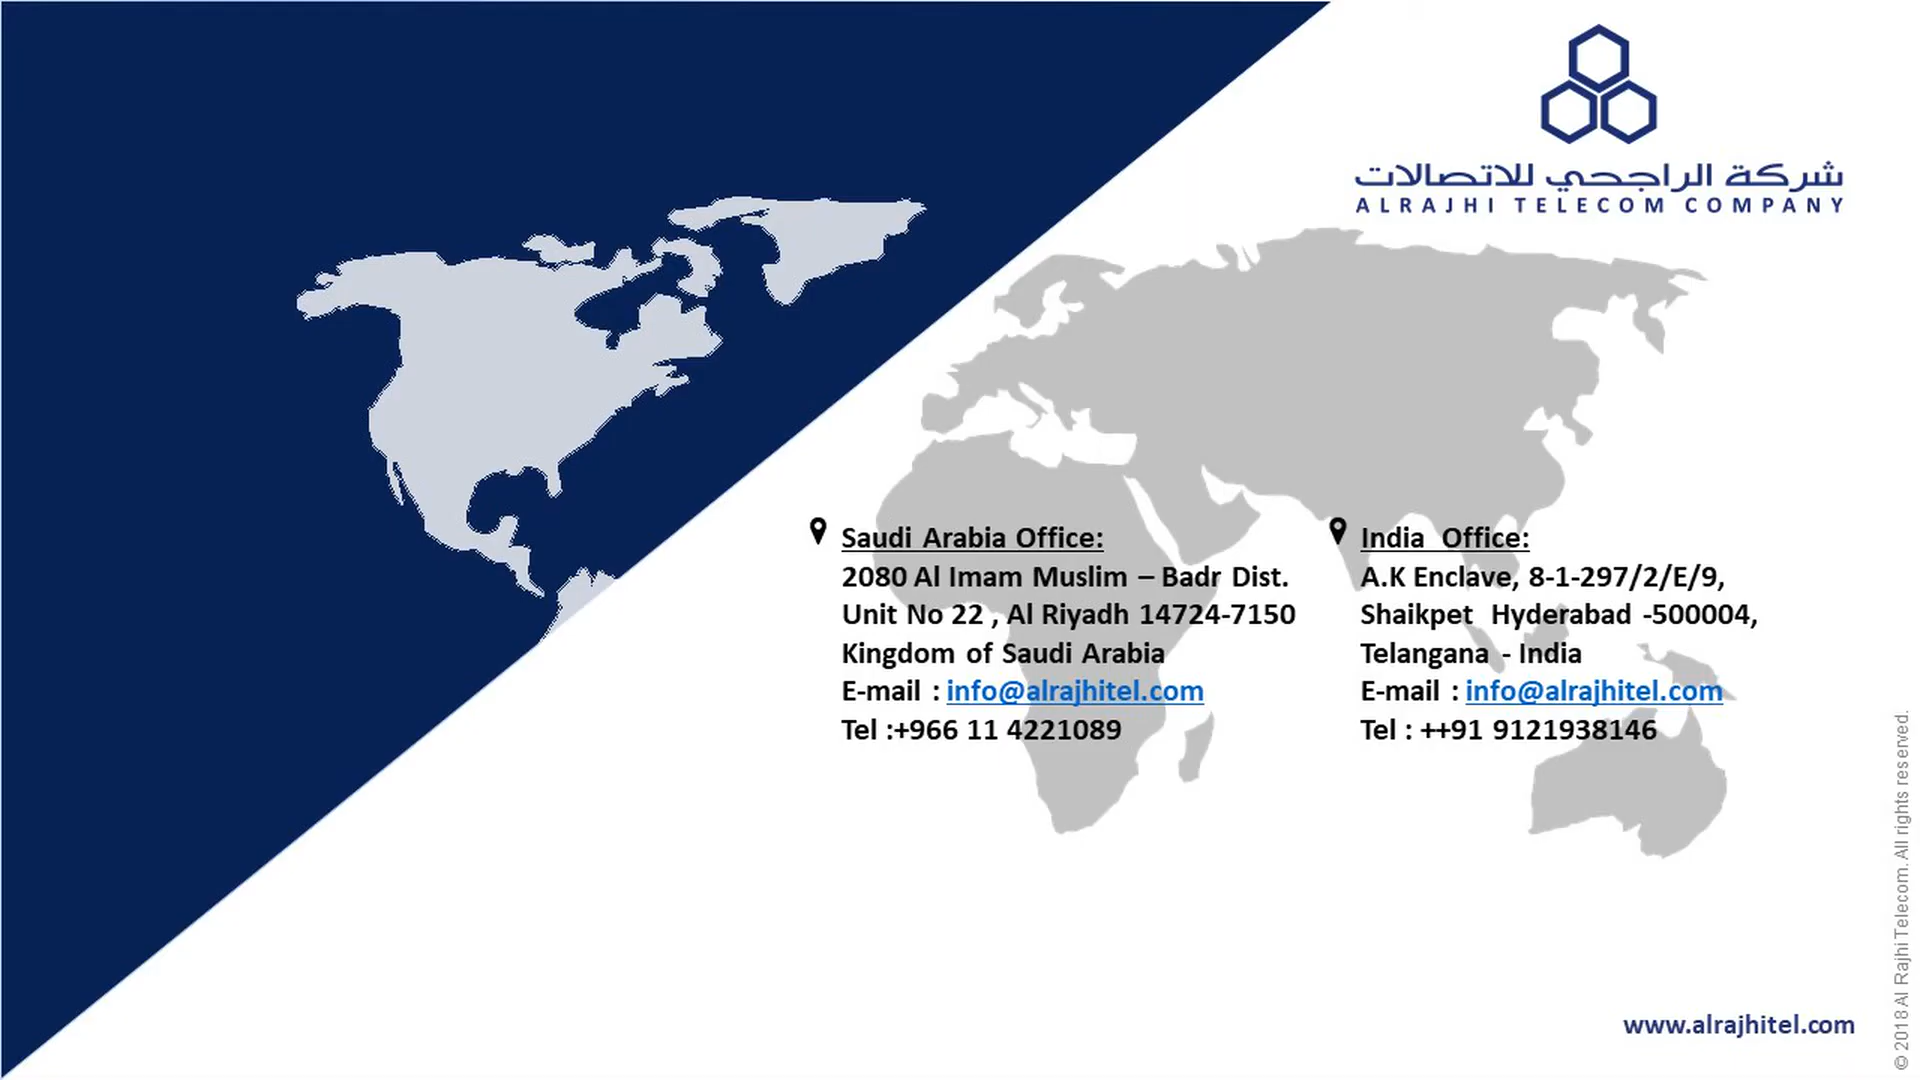 شركة الراجحي للاتصالات
ALRAJHI TELECOM COMPANY
Saudi Arabia Office:
2080 Al Imam Muslim – Badr Dist.
Unit No 22 , Al Riyadh 14724-7150
Kingdom of Saudi Arabia
E-mail : info@alrajhitel.com
Tel :+966 11 4221089
India Office:
A.K Enclave, 8-1-297/2/E/9,
Shaikpet Hyderabad -500004,
Telangana - India
E-mail : info@alrajhitel.com
Tel : ++91 9121938146
www.alrajhitel.com
© 2018 Al Rajhi Telecom. All rights reserved.